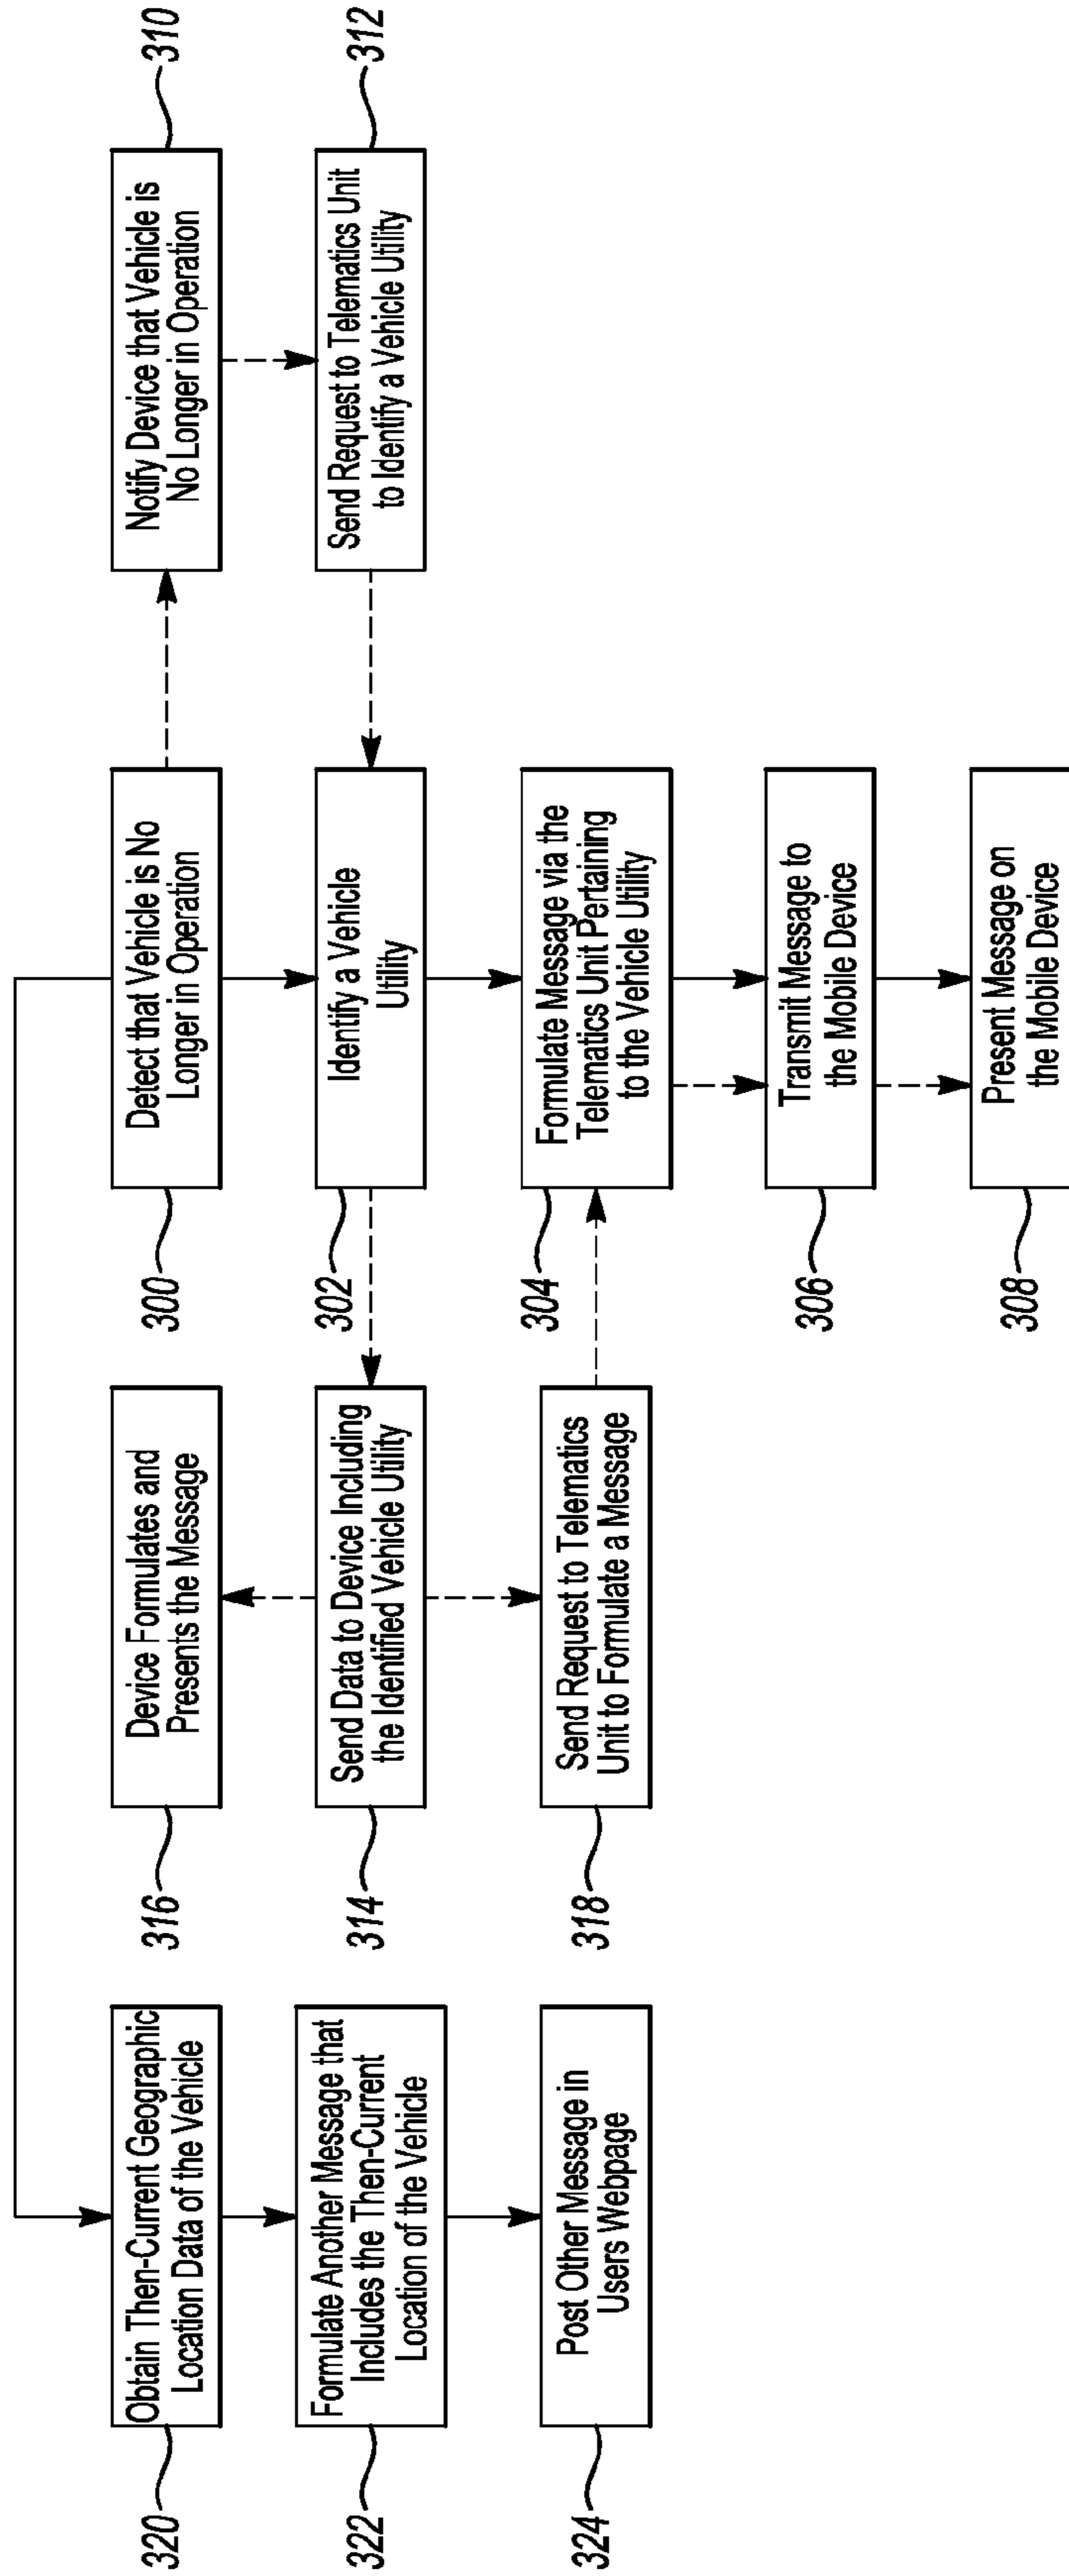 320
Obtain Then-Current Geographic
Location Data of the Vehicle
322
Formulate Another Message that
Includes the Then-Current
Location of the Vehicle
324
Post Other Message in
Users Webpage
316
Device Formulates and
Presents the Message
314
Send Data to Device Including
the Identified Vehicle Utility
318
Send Request to Telematics
Unit to Formulate a Message
300
Detect that Vehicle is No
Longer in Operation
302
Identify a Vehicle
Utility
304
Formulate Message via the
Telematics Unit Pertaining
to the Vehicle Utility
306
Transmit Message to
the Mobile Device
308
Present Message on
the Mobile Device
310
Notify Device that Vehicle is
No Longer in Operation
312
Send Request to Telematics Unit
to Identify a Vehicle Utility